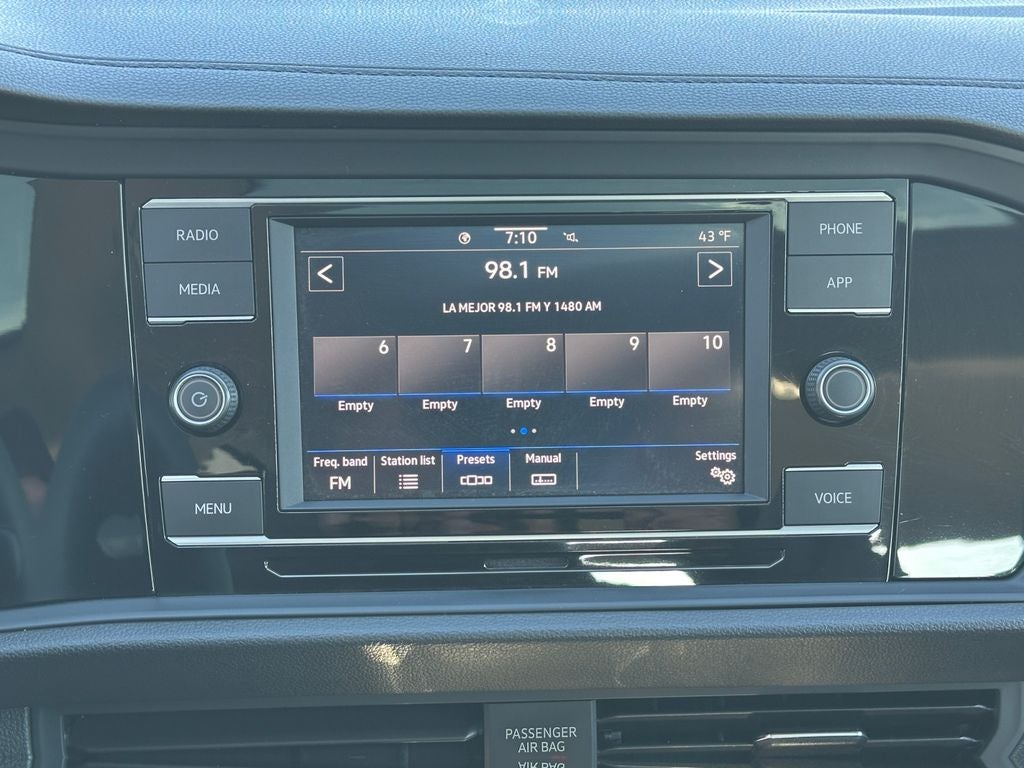 RADIO
MEDIA
MENU
7:10
43 °F
<
98.1 FM
>
LA MEJOR 98.1 FM Y 1480 AM
6 7 8 9 10
Empty Empty Empty Empty Empty
Freq. band Station list Presets Manual Settings
FM
PHONE
APP
VOICE
PASSENGER
AIR BAG
AIR BAG